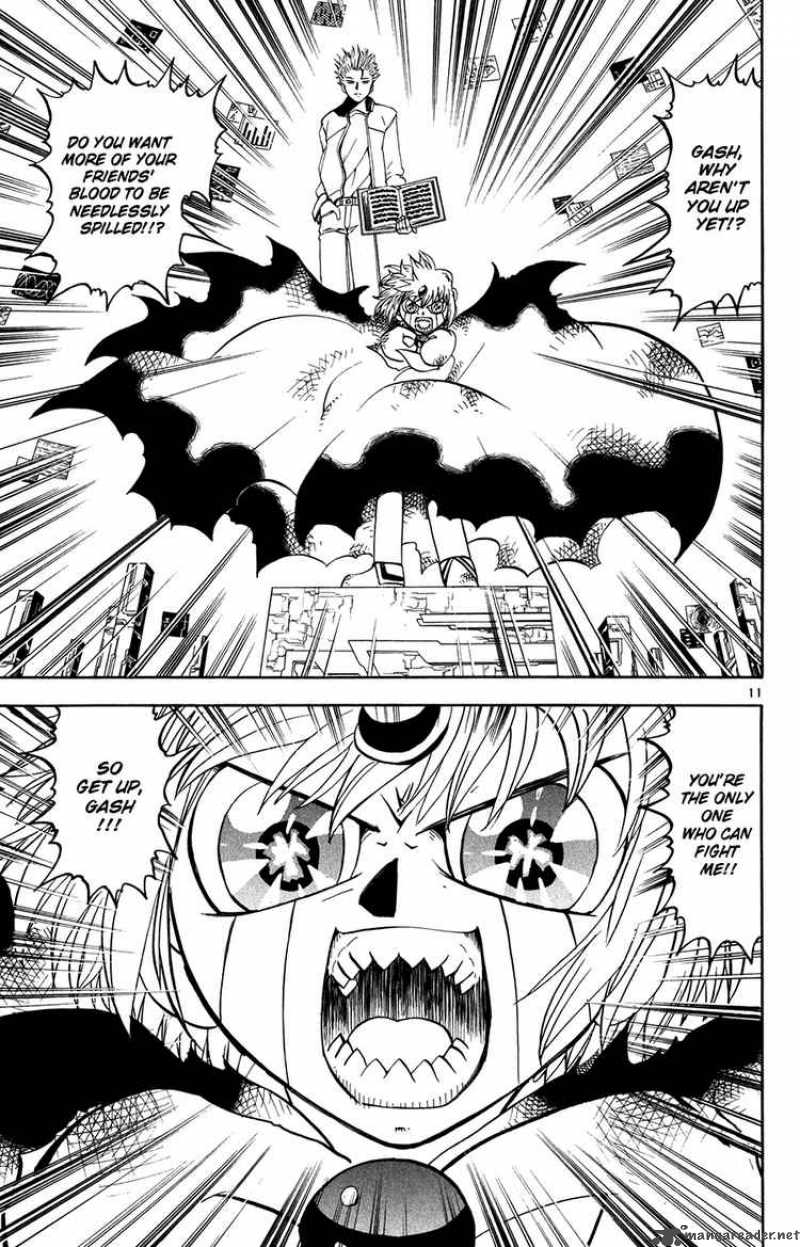 GASH,
WHY
AREN'T
YOU UP
YET!?
DO YOU WANT
MORE OF YOUR
FRIENDS'
BLOOD TO BE
NEEDLESSLY
SPILLED!!?
11
YOU'RE
THE ONLY
ONE
WHO CAN
FIGHT
ME!!
SO
GET UP,
GASH
!!!
mangareader.net